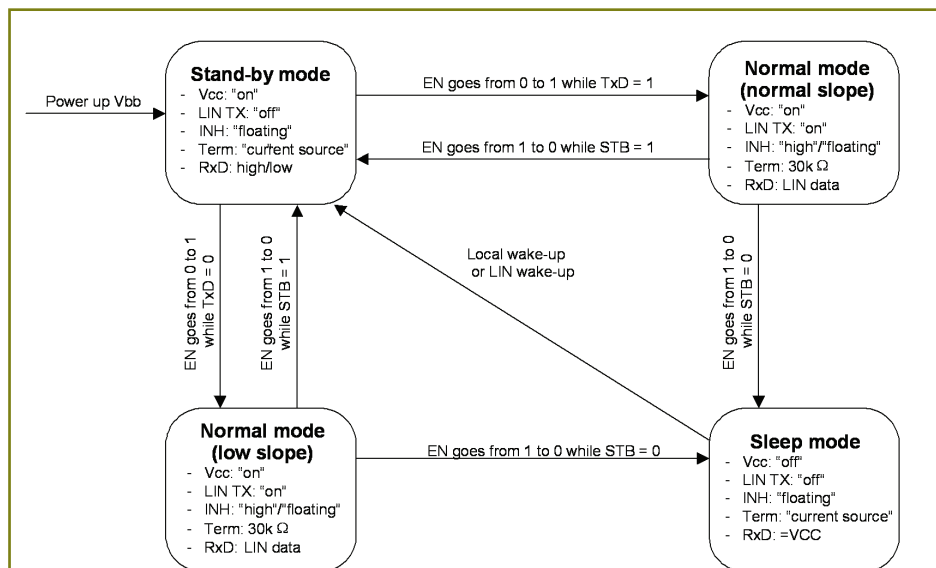 Stand-by mode
- Vcc: "on"
- LIN TX: "off"
- INH: "floating"
- Term: "current source"
- RxD: high/low
Power up Vbb
EN goes from 0 to 1 while TxD = 1
EN goes from 1 to 0 while STB = 1
Normal mode
(normal slope)
- Vcc: "on"
- LIN TX: "on"
- INH: "high"/"floating"
- Term: 30k Ω
- RxD: LIN data
EN goes from 0 to 1
while TxD = 0
EN goes from 1 to 0
while STB = 1
Local wake-up
or LIN wake-up
EN goes from 1 to 0
while STB = 0
Normal mode
(low slope)
- Vcc: "on"
- LIN TX: "on"
- INH: "high"/"floating"
- Term: 30k Ω
- RxD: LIN data
EN goes from 1 to 0 while STB = 0
Sleep mode
- Vcc: "off"
- LIN TX: "off"
- INH: "floating"
- Term: "current source"
- RxD: =VCC